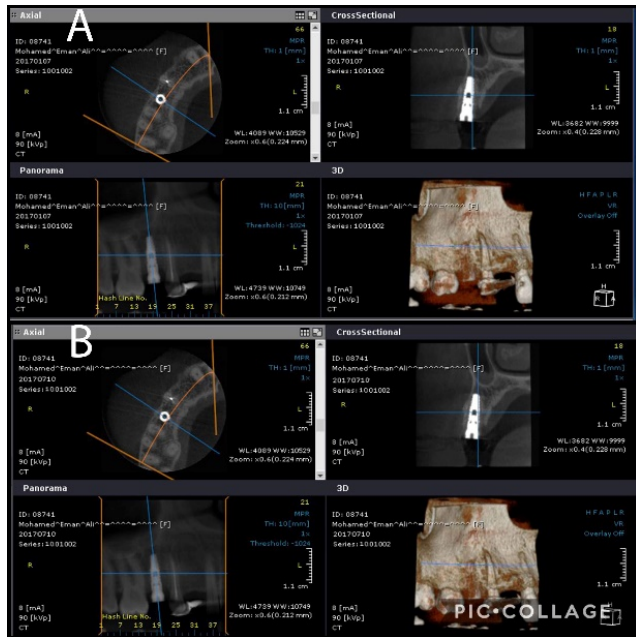 A
Axial
66
ID: 08741
MPR
Mohamed^Eman^Ali^^=^^^^=^^^^ [F]
TH: 1 [mm]
20170107
1x
Series: 1001002
R
L
1.1 cm
8 [mA]
90 [kVp]
WL:4089 WW:10529
CT
Zoom: x0.6(0.224 mm)
CrossSectional
18
ID: 08741
MPR
Mohamed^Eman^Ali^^=^^^^=^^^^ [F]
TH: 1 [mm]
20170107
1x
Series: 1001002
R
L
1.1 cm
8 [mA]
90 [kVp]
WL:3682 WW:9999
CT
Zoom: x0.4(0.228 mm)
Panorama
21
ID: 08741
MPR
Mohamed^Eman^Ali^^=^^^^=^^^^ [F]
TH: 10[mm]
20170107
1x
Series: 1001002
Threshold: -1024
R
L
1.1 cm
8 [mA]
90 [kVp]
WL:4739 WW:10749
CT
Zoom: x0.6(0.212 mm)
Hash Line No.
1 7 13 19 25 31 37
3D
ID: 08741
H F A P L R
Mohamed^Eman^Ali^^=^^^^=^^^^ [F]
VR
20170107
Overlay Off
Series: 1001002
R
L
1.1 cm
8 [mA]
90 [kVp]
CT
H
R A
B
Axial
66
ID: 08741
MPR
Mohamed^Eman^Ali^^=^^^^=^^^^ [F]
TH: 1 [mm]
20170710
1x
Series: 1001002
R
L
1.1 cm
8 [mA]
90 [kVp]
WL:4089 WW:10529
CT
Zoom: x0.6(0.224 mm)
CrossSectional
18
ID: 08741
MPR
Mohamed^Eman^Ali^^=^^^^=^^^^ [F]
TH: 1 [mm]
20170710
1x
Series: 1001002
R
L
1.1 cm
8 [mA]
90 [kVp]
WL:3682 WW:9999
CT
Zoom: x0.4(0.228 mm)
Panorama
21
ID: 08741
MPR
Mohamed^Eman^Ali^^=^^^^=^^^^ [F]
TH: 10[mm]
20170710
1x
Series: 1001002
Threshold: -1024
R
L
1.1 cm
8 [mA]
90 [kVp]
WL:4739 WW:10749
CT
Zoom: x0.6(0.212 mm)
Hash Line No.
1 7 13 19 25 31 37
3D
ID: 08741
H F A P L R
Mohamed^Eman^Ali^^=^^^^=^^^^ [F]
VR
20170710
Overlay Off
Series: 1001002
R
L
1.1 cm
8 [mA]
90 [kVp]
CT
PIC•COLLAGE